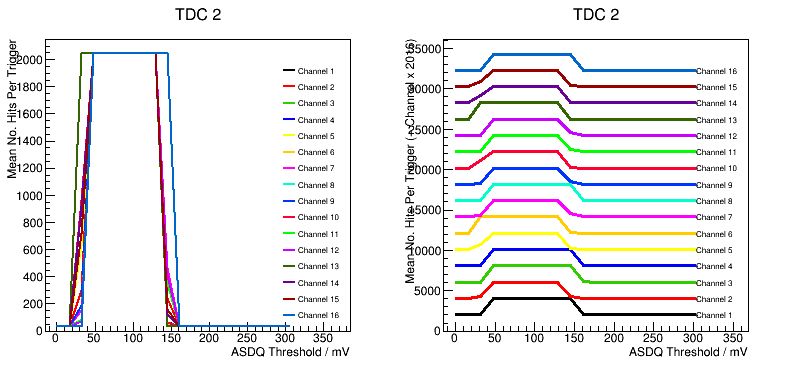 TDC 2
Mean No. Hits Per Trigger
2000
1800
1600
1400
1200
1000
800
600
400
200
0
0 50 100 150 200 250 300 350
ASDQ Threshold / mV
Channel 1
Channel 2
Channel 3
Channel 4
Channel 5
Channel 6
Channel 7
Channel 8
Channel 9
Channel 10
Channel 11
Channel 12
Channel 13
Channel 14
Channel 15
Channel 16
TDC 2
Mean No. Hits Per Trigger (+ Channel x 2016)
35000
30000
25000
20000
15000
10000
5000
0
0 50 100 150 200 250 300 350
ASDQ Threshold / mV
Channel 16
Channel 15
Channel 14
Channel 13
Channel 12
Channel 11
Channel 10
Channel 9
Channel 8
Channel 7
Channel 6
Channel 5
Channel 4
Channel 3
Channel 2
Channel 1